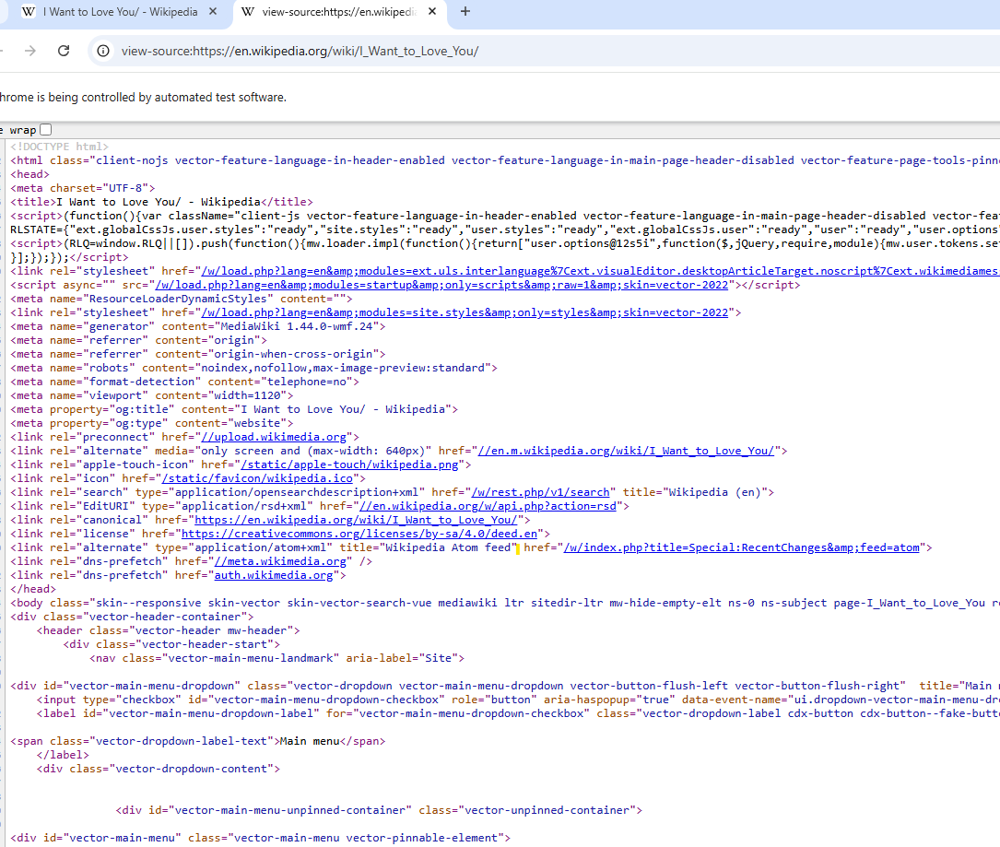 I Want to Love You/ - Wikipedia
view-source:https://en.wikipedia
view-source:https://en.wikipedia.org/wiki/I_Want_to_Love_You/
hrome is being controlled by automated test software.
e wrap
<!DOCTYPE html>
<html class="client-nojs vector-feature-language-in-header-enabled vector-feature-language-in-main-page-header-disabled vector-feature-page-tools-pinn
<head>
<meta charset="UTF-8">
<title>I Want to Love You/ - Wikipedia</title>
<script>(function(){var className="client-js vector-feature-language-in-header-enabled vector-feature-language-in-main-page-header-disabled vector-feat
RLSTATE={"ext.globalCssJs.user.styles":"ready","site.styles":"ready","user.styles":"ready","ext.globalCssJs.user":"ready","user":"ready","user.options
<script>(RLQ=window.RLQ||[]).push(function(){mw.loader.impl(function(){return["user.options@12s5i",function($,jQuery,require,module){mw.user.tokens.set
}];});});</script>
<link rel="stylesheet" href="/w/load.php?lang=en&amp;modules=ext.uls.interlanguage%7Cext.visualEditor.desktopArticleTarget.noscript%7Cext.wikimediames
<script async="" src="/w/load.php?lang=en&amp;modules=startup&amp;only=scripts&amp;raw=1&amp;skin=vector-2022"></script>
<meta name="ResourceLoaderDynamicStyles" content="">
<link rel="stylesheet" href="/w/load.php?lang=en&amp;modules=site.styles&amp;only=styles&amp;skin=vector-2022">
<meta name="generator" content="MediaWiki 1.44.0-wmf.24">
<meta name="referrer" content="origin">
<meta name="referrer" content="origin-when-cross-origin">
<meta name="robots" content="noindex,nofollow,max-image-preview:standard">
<meta name="format-detection" content="telephone=no">
<meta name="viewport" content="width=1120">
<meta property="og:title" content="I Want to Love You/ - Wikipedia">
<meta property="og:type" content="website">
<link rel="preconnect" href="//upload.wikimedia.org">
<link rel="alternate" media="only screen and (max-width: 640px)" href="//en.m.wikipedia.org/wiki/I_Want_to_Love_You/">
<link rel="apple-touch-icon" href="/static/apple-touch/wikipedia.png">
<link rel="icon" href="/static/favicon/wikipedia.ico">
<link rel="search" type="application/opensearchdescription+xml" href="/w/rest.php/v1/search" title="Wikipedia (en)">
<link rel="EditURI" type="application/rsd+xml" href="//en.wikipedia.org/w/api.php?action=rsd">
<link rel="canonical" href="https://en.wikipedia.org/wiki/I_Want_to_Love_You/">
<link rel="license" href="https://creativecommons.org/licenses/by-sa/4.0/deed.en">
<link rel="alternate" type="application/atom+xml" title="Wikipedia Atom feed" href="/w/index.php?title=Special:RecentChanges&amp;feed=atom">
<link rel="dns-prefetch" href="//meta.wikimedia.org" />
<link rel="dns-prefetch" href="auth.wikimedia.org">
</head>
<body class="skin--responsive skin-vector skin-vector-search-vue mediawiki ltr sitedir-ltr mw-hide-empty-elt ns-0 ns-subject page-I_Want_to_Love_You r
<div class="vector-header-container">
<header class="vector-header mw-header">
<div class="vector-header-start">
<nav class="vector-main-menu-landmark" aria-label="Site">
<div id="vector-main-menu-dropdown" class="vector-dropdown vector-main-menu-dropdown vector-button-flush-left vector-button-flush-right" title="Main m
<input type="checkbox" id="vector-main-menu-dropdown-checkbox" role="button" aria-haspopup="true" data-event-name="ui.dropdown-vector-main-menu-dro
<label id="vector-main-menu-dropdown-label" for="vector-main-menu-dropdown-checkbox" class="vector-dropdown-label cdx-button cdx-button--fake-butt
<span class="vector-dropdown-label-text">Main menu</span>
</label>
<div class="vector-dropdown-content">
<div id="vector-main-menu-unpinned-container" class="vector-unpinned-container">
<div id="vector-main-menu" class="vector-main-menu vector-pinnable-element">